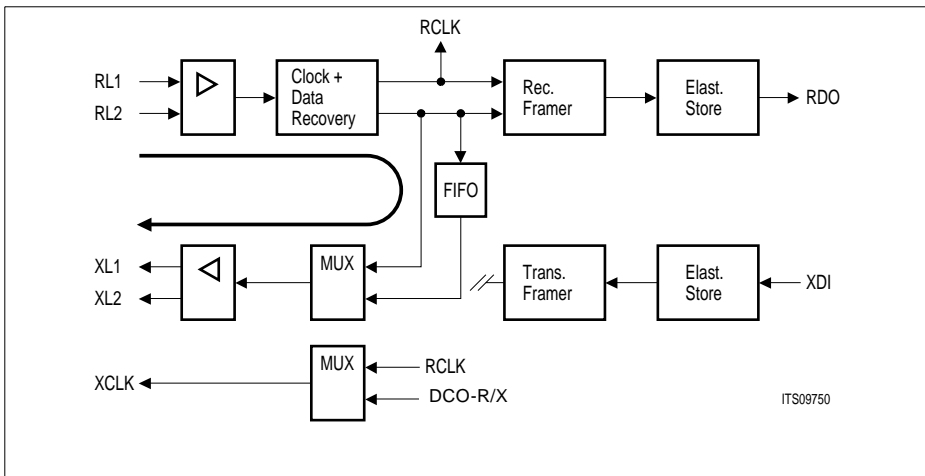 RCLK
RL1
RL2
Clock +
Data
Recovery
Rec.
Framer
Elast.
Store
RDO
FIFO
XL1
XL2
MUX
Trans.
Framer
Elast.
Store
XDI
XCLK
MUX
RCLK
DCO-R/X
ITS09750